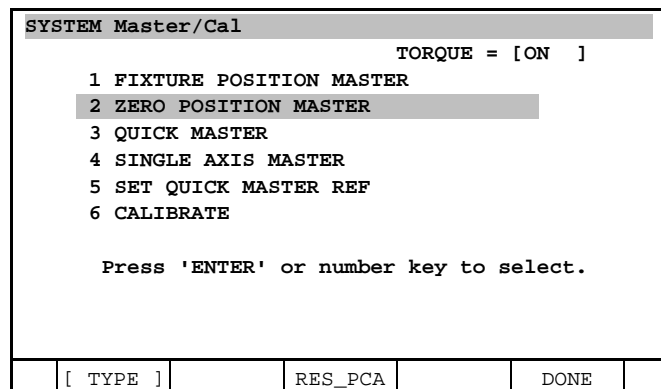 SYSTEM Master/Cal
TORQUE = [ON  ]
1 FIXTURE POSITION MASTER
2 ZERO POSITION MASTER
3 QUICK MASTER
4 SINGLE AXIS MASTER
5 SET QUICK MASTER REF
6 CALIBRATE
Press 'ENTER' or number key to select.
[ TYPE ] RES_PCA DONE